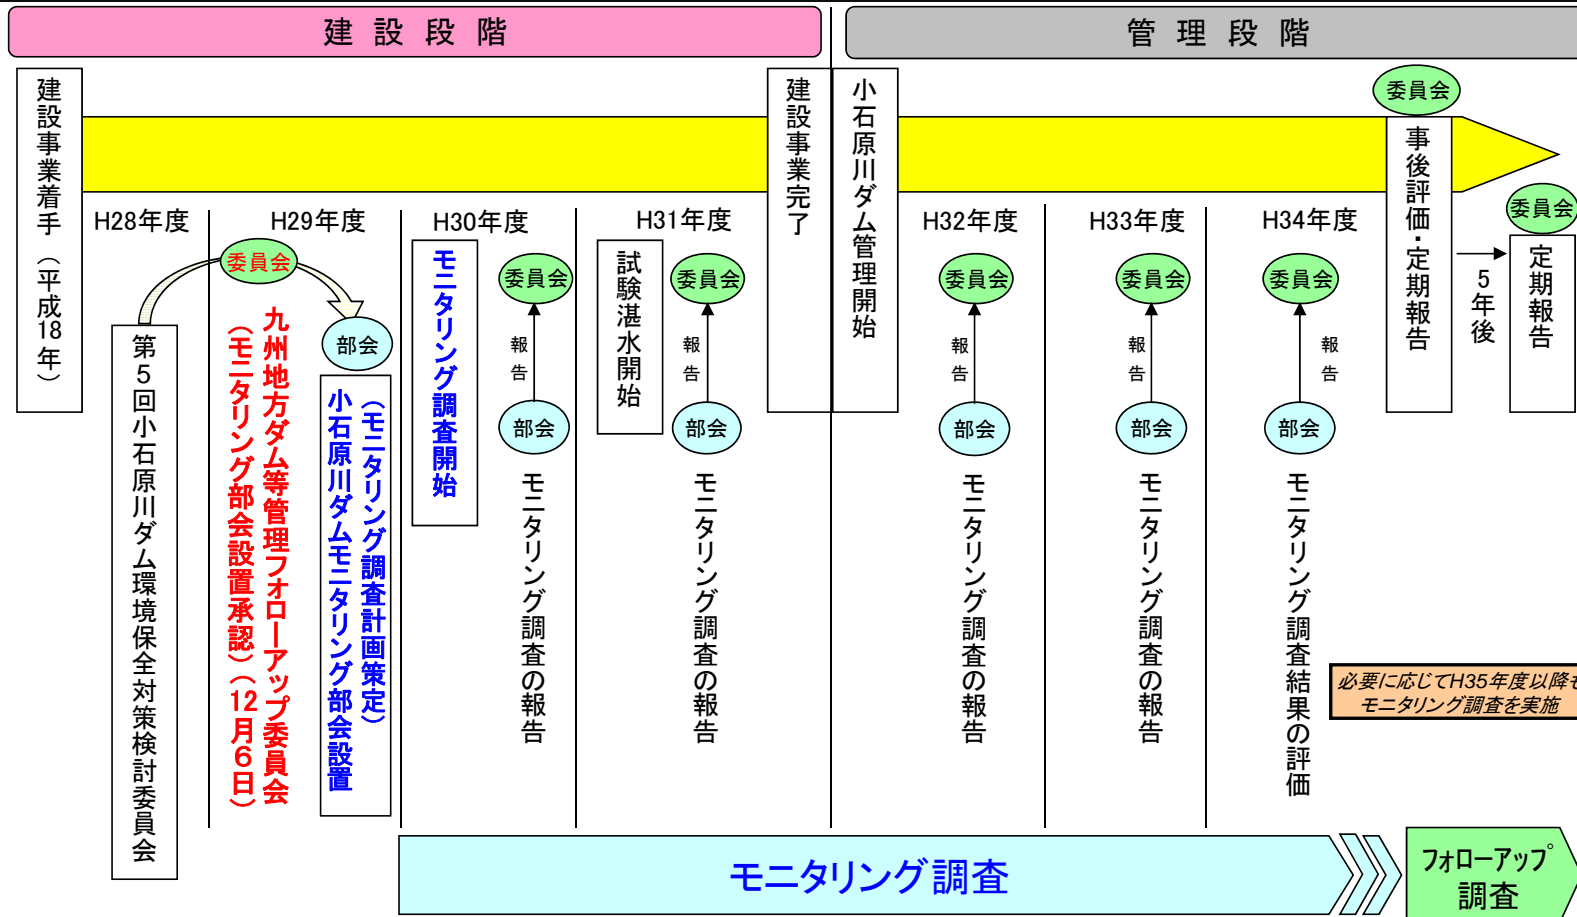 建設段階
管理段階
建設事業着手（平成18年）
建設事業完了
小石原川ダム管理開始
委員会
事後評価・定期報告
5年後
委員会
定期報告
H28年度
H29年度
H30年度
H31年度
H32年度
H33年度
H34年度
第5回小石原川ダム環境保全対策検討委員会
委員会
九州地方ダム等管理フォローアップ委員会
（モニタリング部会設置承認）（12月6日）
部会
（モニタリング調査計画策定）
小石原川ダムモニタリング部会設置
モニタリング調査開始
委員会
報告
部会
モニタリング調査の報告
試験湛水開始
委員会
報告
部会
モニタリング調査の報告
委員会
報告
部会
モニタリング調査の報告
委員会
報告
部会
モニタリング調査の報告
委員会
報告
部会
モニタリング調査結果の評価
必要に応じてH35年度以降も
モニタリング調査を実施
モニタリング調査
フォローアップ
調査